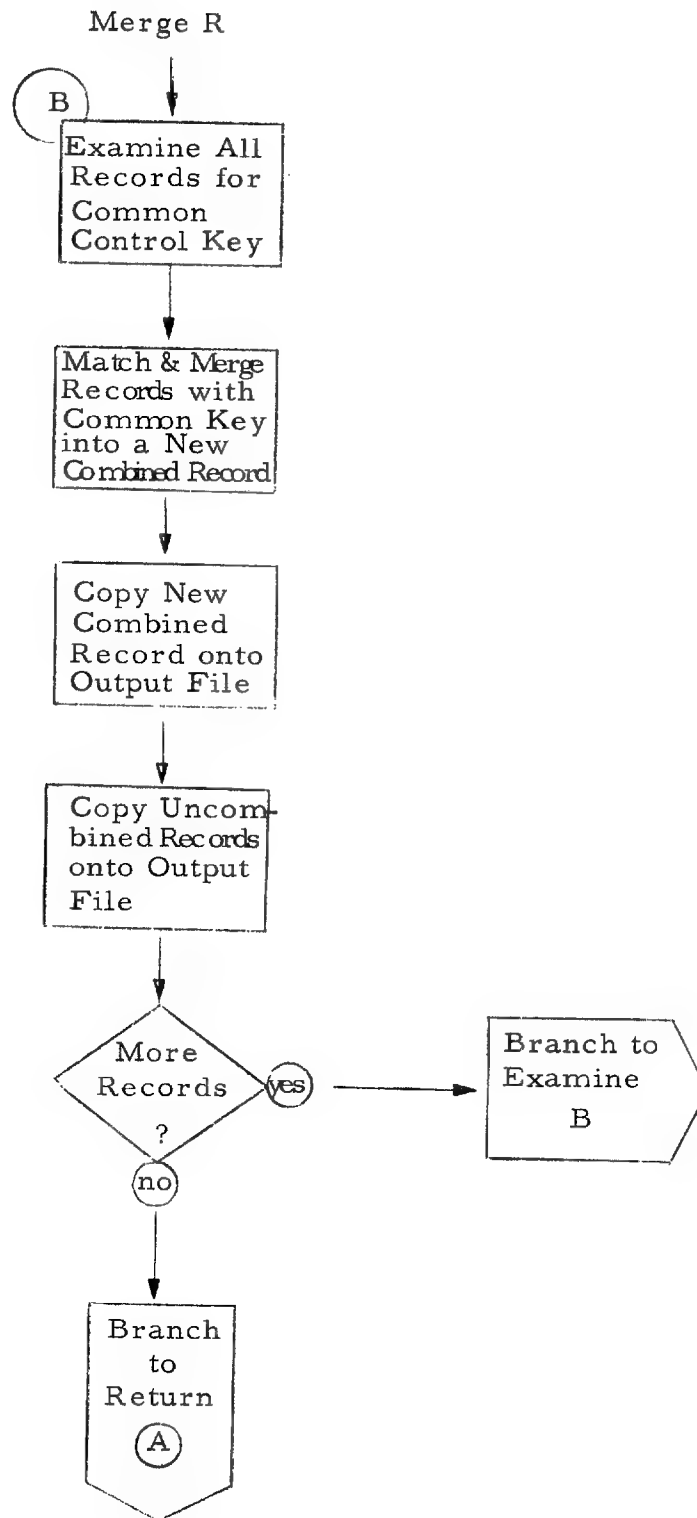 Merge R
B
Examine All
Records for
Common
Control Key
Match & Merge
Records with
Common Key
into a New
Combined Record
Copy New
Combined
Record onto
Output File
Copy Uncom-
bined Records
onto Output
File
More
Records
?
yes
Branch to
Examine
B
no
Branch
to
Return
A